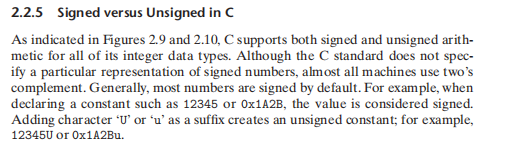 2.2.5 Signed versus Unsigned in C
As indicated in Figures 2.9 and 2.10, C supports both signed and unsigned arith-
metic for all of its integer data types. Although the C standard does not spec-
ify a particular representation of signed numbers, almost all machines use two's
complement. Generally, most numbers are signed by default. For example, when
declaring a constant such as 12345 or 0x1A2B, the value is considered signed.
Adding character ‘U’ or ‘u’ as a suffix creates an unsigned constant; for example,
12345U or 0x1A2Bu.